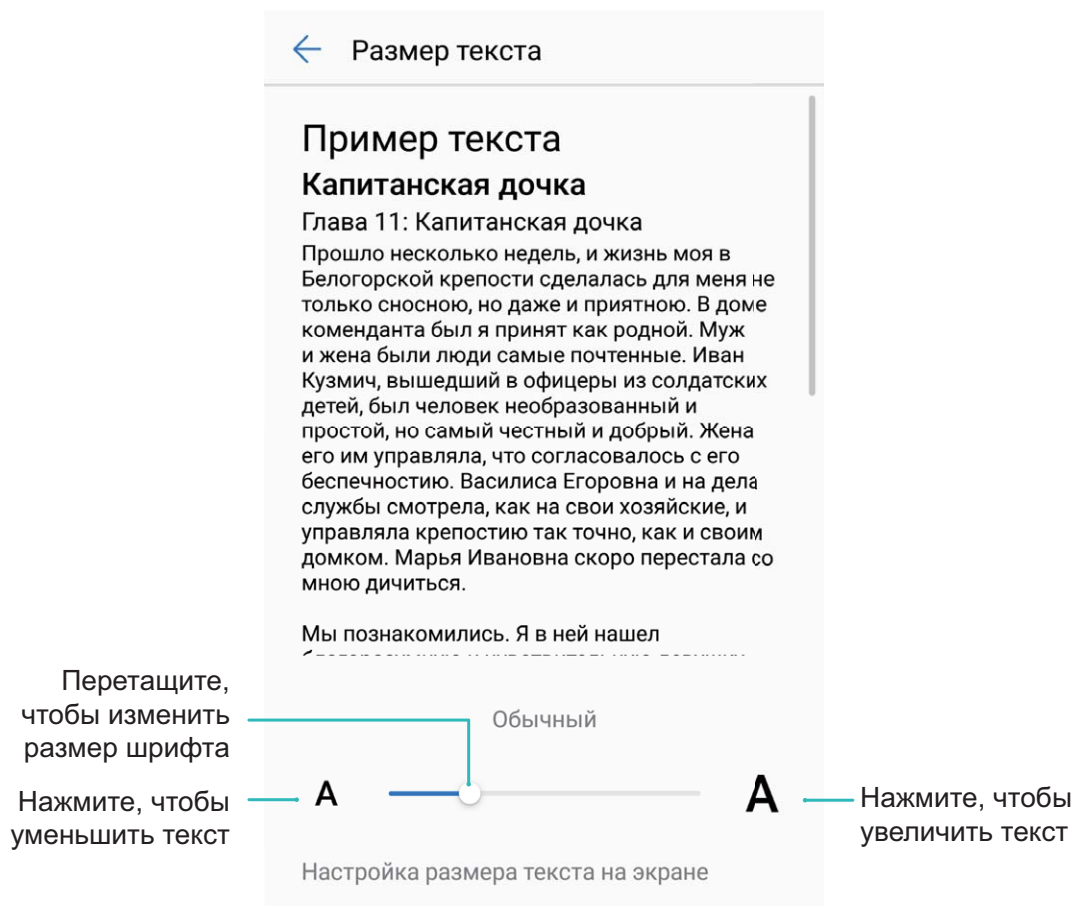 Размер текста
Пример текста
Капитанская дочка
Глава 11: Капитанская дочка
Прошло несколько недель, и жизнь моя в
Белогорской крепости сделалась для меня не
только сносною, но даже и приятною. В доме
коменданта был я принят как родной. Муж
и жена были люди самые почтенные. Иван
Кузмич, вышедший в офицеры из солдатских
детей, был человек необразованный и
простой, но самый честный и добрый. Жена
его им управляла, что согласовалось с его
беспечностию. Василиса Егоровна и на дела
службы смотрела, как на свои хозяйские, и
управляла крепостию так точно, как и своим
домком. Марья Ивановна скоро перестала со
мною дичиться.
Мы познакомились. Я в ней нашел
Перетащите,
чтобы изменить
размер шрифта
Обычный
Нажмите, чтобы
уменьшить текст
A
A
Нажмите, чтобы
увеличить текст
Настройка размера текста на экране